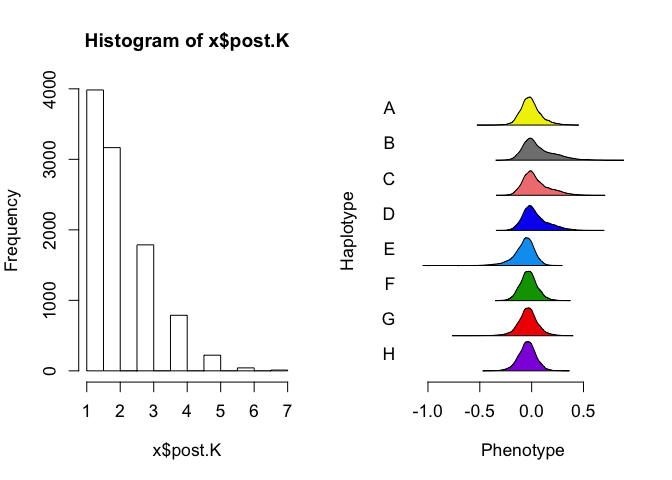 Histogram of x$post.K
Frequency
0
1000
2000
3000
4000
1 2 3 4 5 6 7
x$post.K
Haplotype
A
B
C
D
E
F
G
H
-1.0 -0.5 0.0 0.5
Phenotype